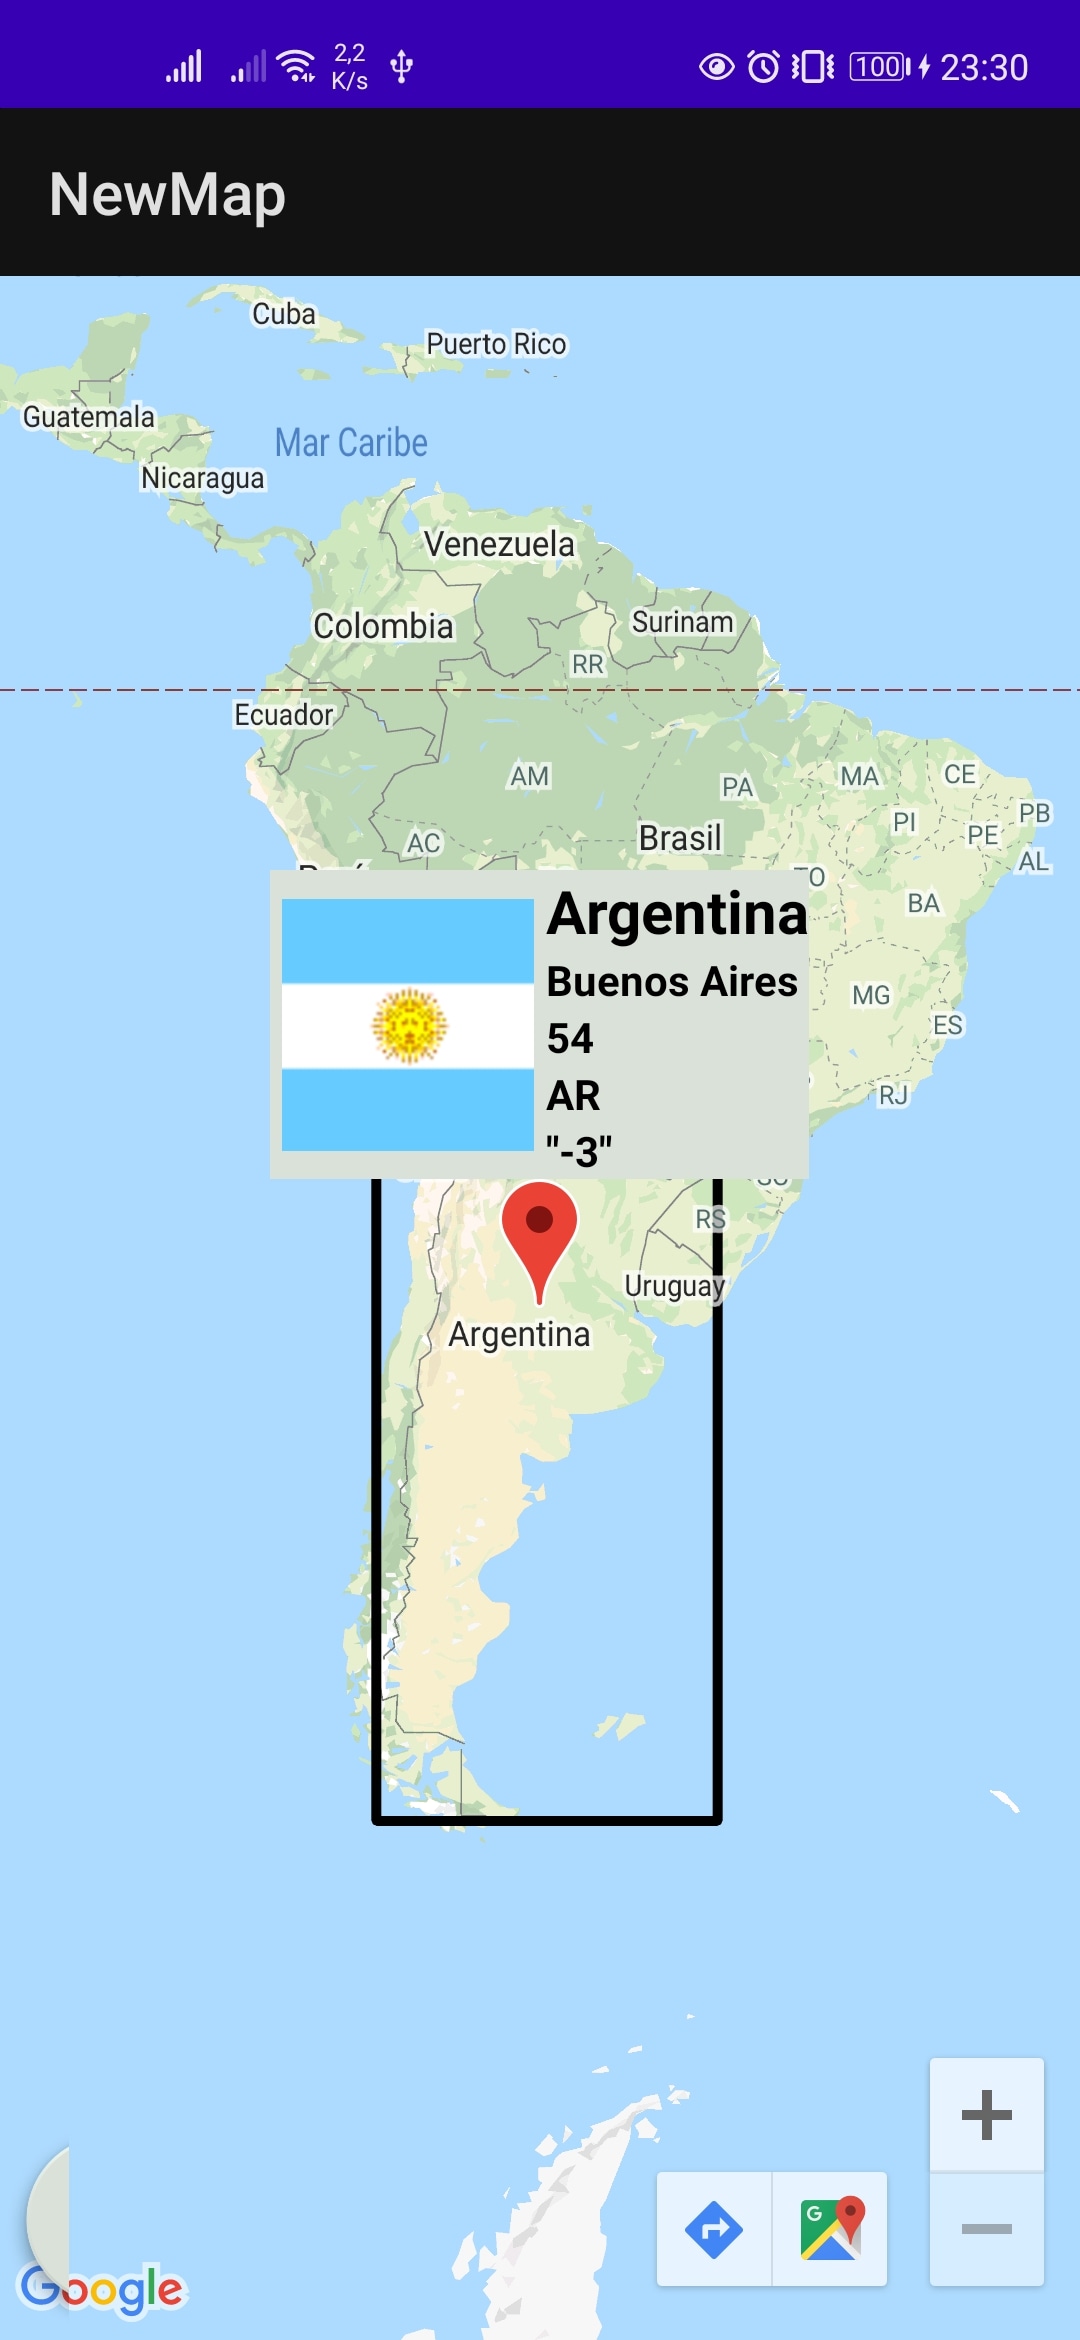 2,2
K/s
100
23:30
NewMap
Cuba
Puerto Rico
Guatemala
Mar Caribe
Nicaragua
Venezuela
Colombia
Surinam
RR
Ecuador
AM
PA
MA
CE
PB
PI
PE
AC
Brasil
AL
TO
BA
Argentina
Buenos Aires
54
AR
"-3"
MG
ES
RJ
RS
Uruguay
Argentina
G
Google